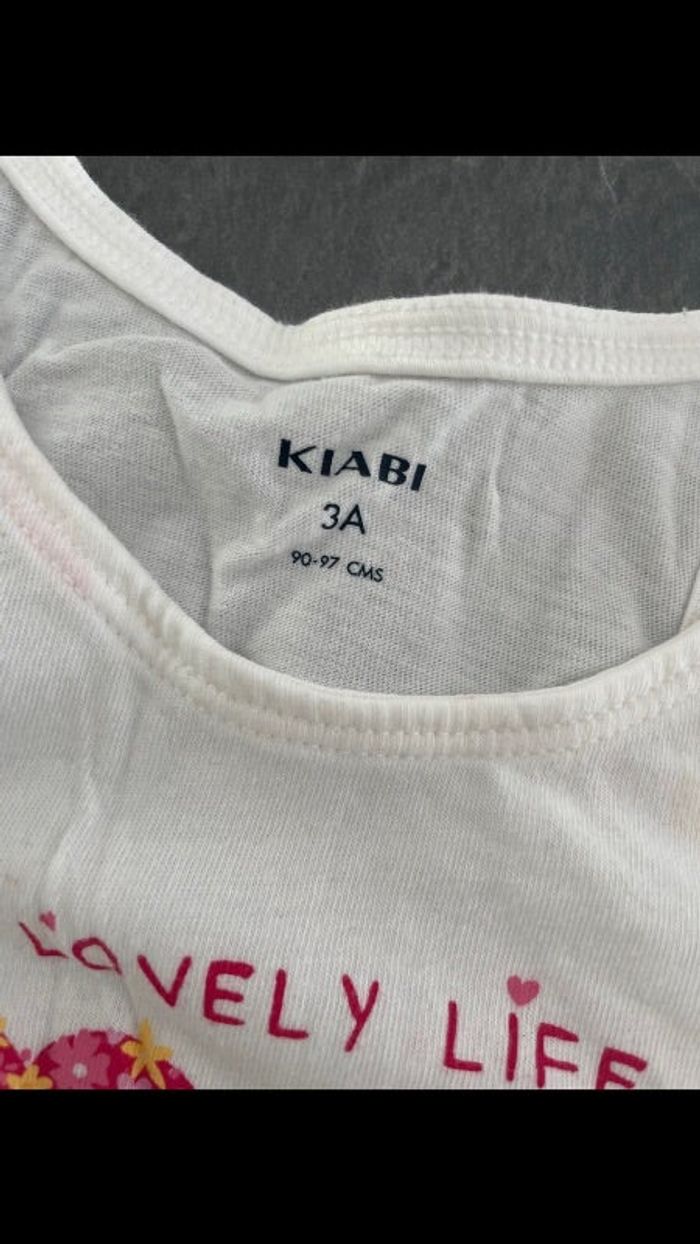 KIABI
3A
90-97 CMS
LOVELY LIFE